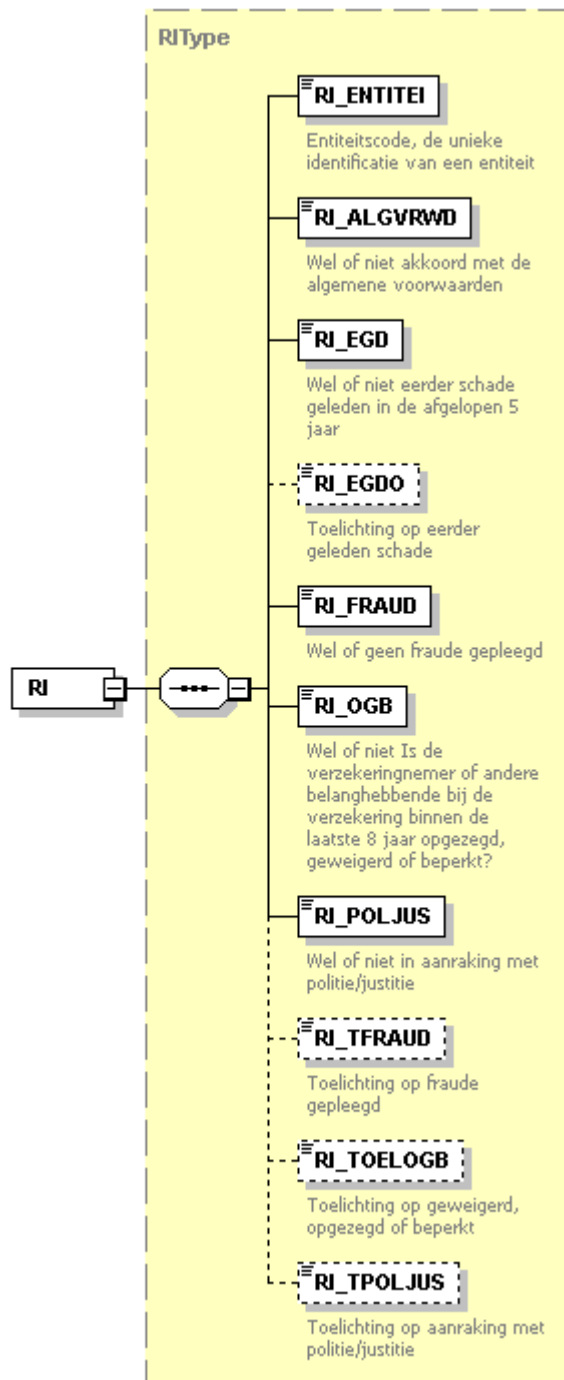 RIType
RI_ENTITEI
Entiteitscode, de unieke
identificatie van een entiteit
RI_ALGVRWD
Wel of niet akkoord met de
algemene voorwaarden
RI_EGD
Wel of niet eerder schade
geleden in de afgelopen 5
jaar
RI_EGDO
Toelichting op eerder
geleden schade
RI_FRAUD
Wel of geen fraude gepleegd
RI
RI_OGB
Wel of niet Is de
verzekeringnemer of andere
belanghebbende bij de
verzekering binnen de
laatste 8 jaar opgezegd,
geweigerd of beperkt?
RI_POLJUS
Wel of niet in aanraking met
politie/justitie
RI_TFRAUD
Toelichting op fraude
gepleegd
RI_TOELOGB
Toelichting op geweigerd,
opgezegd of beperkt
RI_TPOLJUS
Toelichting op aanraking met
politie/justitie